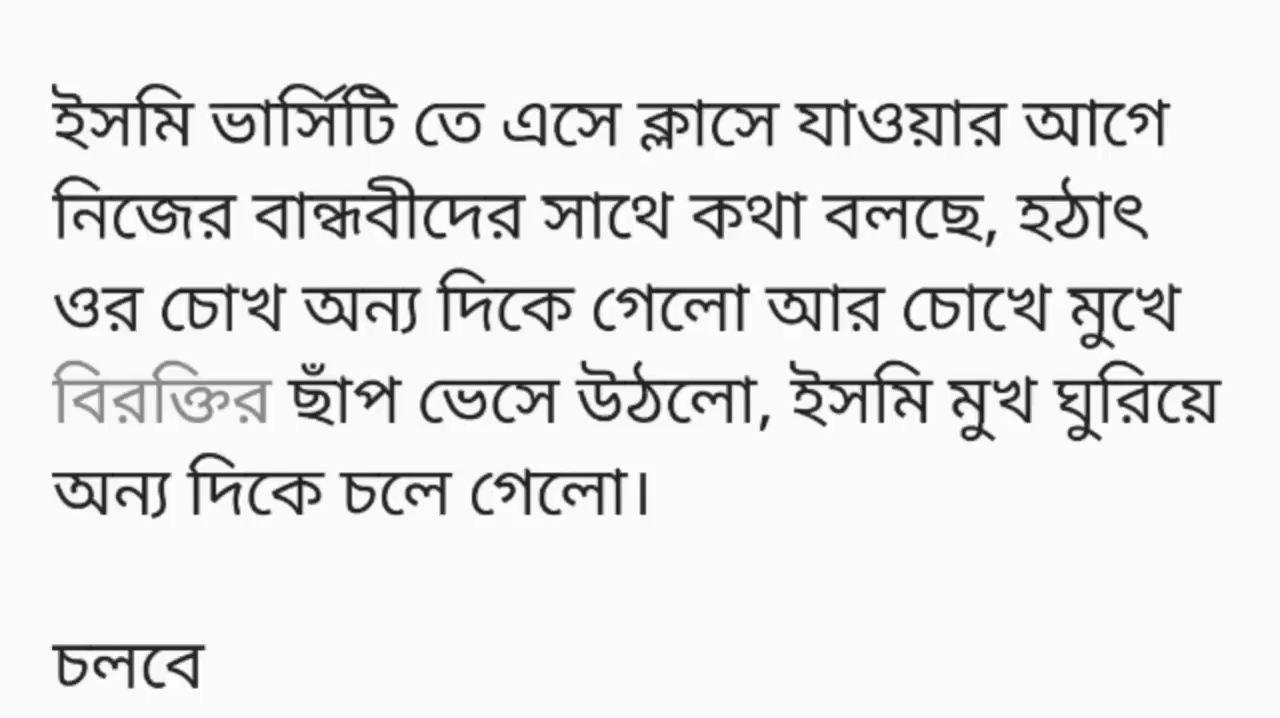 ইসমি ভার্সিটি তে এসে ক্লাসে যাওয়ার আগে
নিজের বান্ধবীদের সাথে কথা বলছে, হঠাৎ
ওর চোখ অন্য দিকে গেলো আর চোখে মুখে
বিরক্তির ছাঁপ ভেসে উঠলো, ইসমি মুখ ঘুরিয়ে
অন্য দিকে চলে গেলো।
চলবে